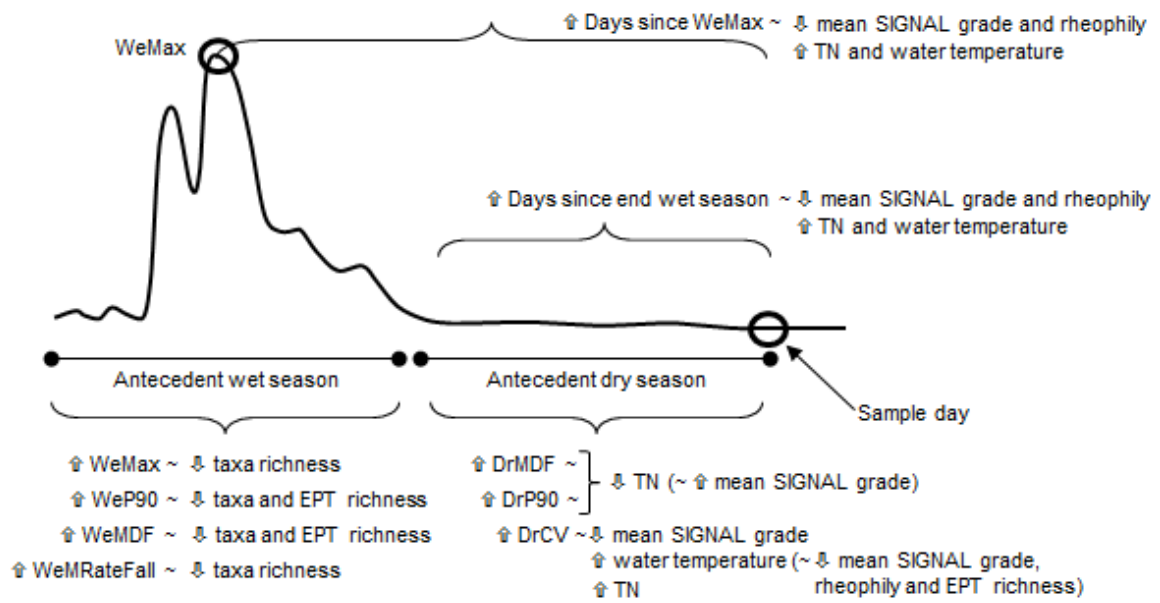 ⇧ Days since WeMax ~ ⇩ mean SIGNAL grade and rheophily
⇧ TN and water temperature
WeMax
⇧ Days since end wet season ~ ⇩ mean SIGNAL grade and rheophily
⇧ TN and water temperature
Antecedent wet season
Antecedent dry season
Sample day
⇧ WeMax ~ ⇩ taxa richness
⇧ WeP90 ~ ⇩ taxa and EPT richness
⇧ WeMDF ~ ⇩ taxa and EPT richness
⇧ WeMRateFall ~ ⇩ taxa richness
⇧ DrMDF ~
⇧ DrP90 ~
⇩ TN (~ ⇧ mean SIGNAL grade)
⇧ DrCV ~ ⇩ mean SIGNAL grade
⇧ water temperature (~ ⇩ mean SIGNAL grade,
rheophily and EPT richness)
⇧ TN